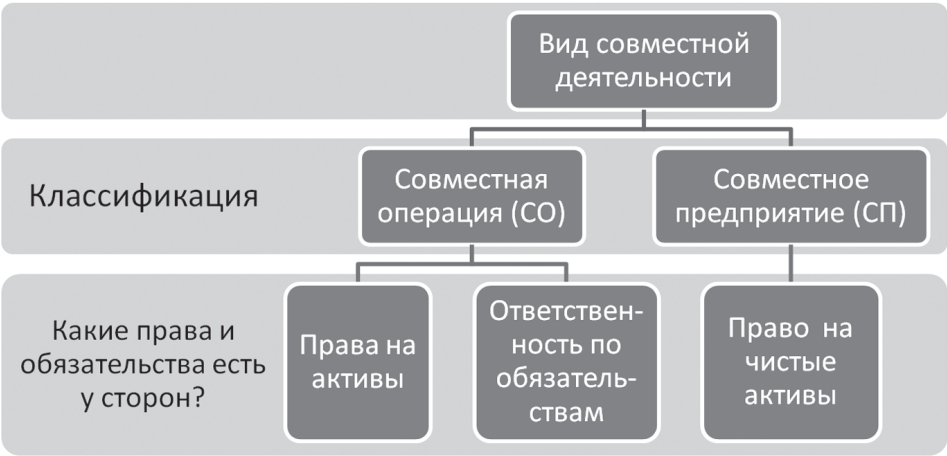 Вид совместной
деятельности
Классификация
Совместная
операция (СО)
Совместное
предприятие (СП)
Какие права и
обязательства есть
у сторон?
Права на
активы
Ответствен-
ность по
обязатель-
ствам
Право на
чистые
активы